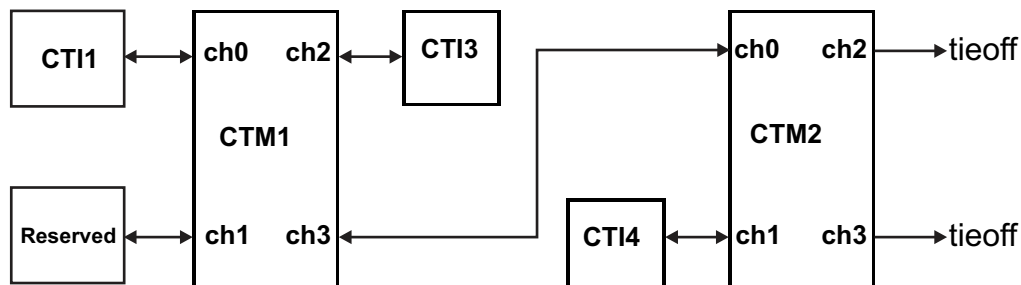 CTI1
ch0 ch2
CTI3
ch0 ch2
tieoff
CTM1
CTM2
Reserved
ch1 ch3
CTI4
ch1 ch3
tieoff